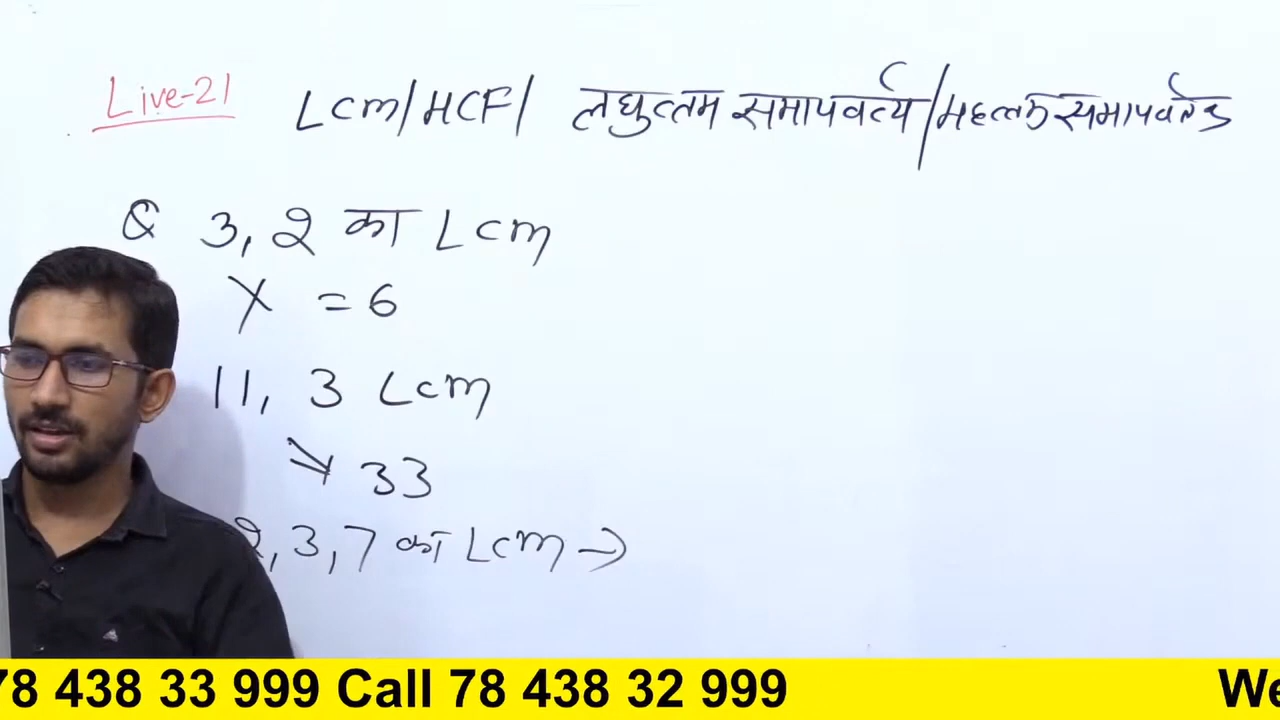 Live-21 Lcm/HCF/ लघुत्तम समापवर्त्य/महत्तम समापवर्तक
Q 3, 2 का Lcm
= 6
11, 3 Lcm
↘ 33
2, 3, 7 का Lcm →
78 438 33 999 Call 78 438 32 999 We